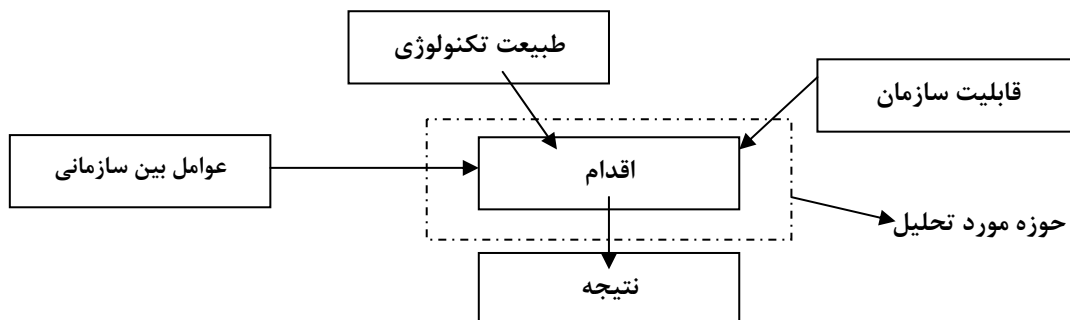 طبیعت تکنولوژی
قابلیت سازمان
عوامل بین سازمانی
اقدام
حوزه مورد تحلیل
نتیجه